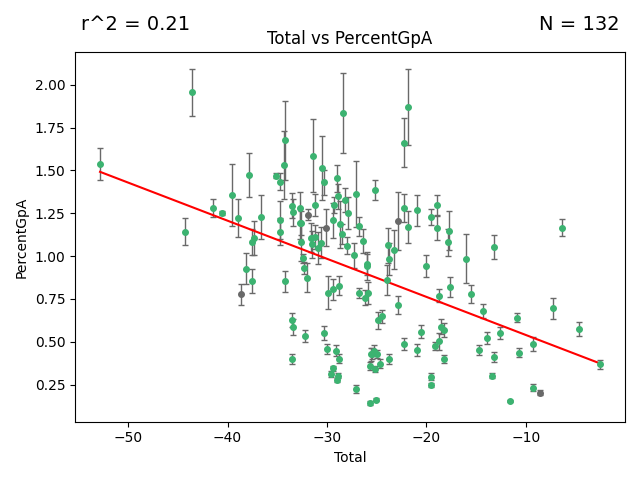 r^2 = 0.21
N = 132
Total vs PercentGpA
PercentGpA
2.00
1.75
1.50
1.25
1.00
0.75
0.50
0.25
−50
−40
−30
−20
−10
Total